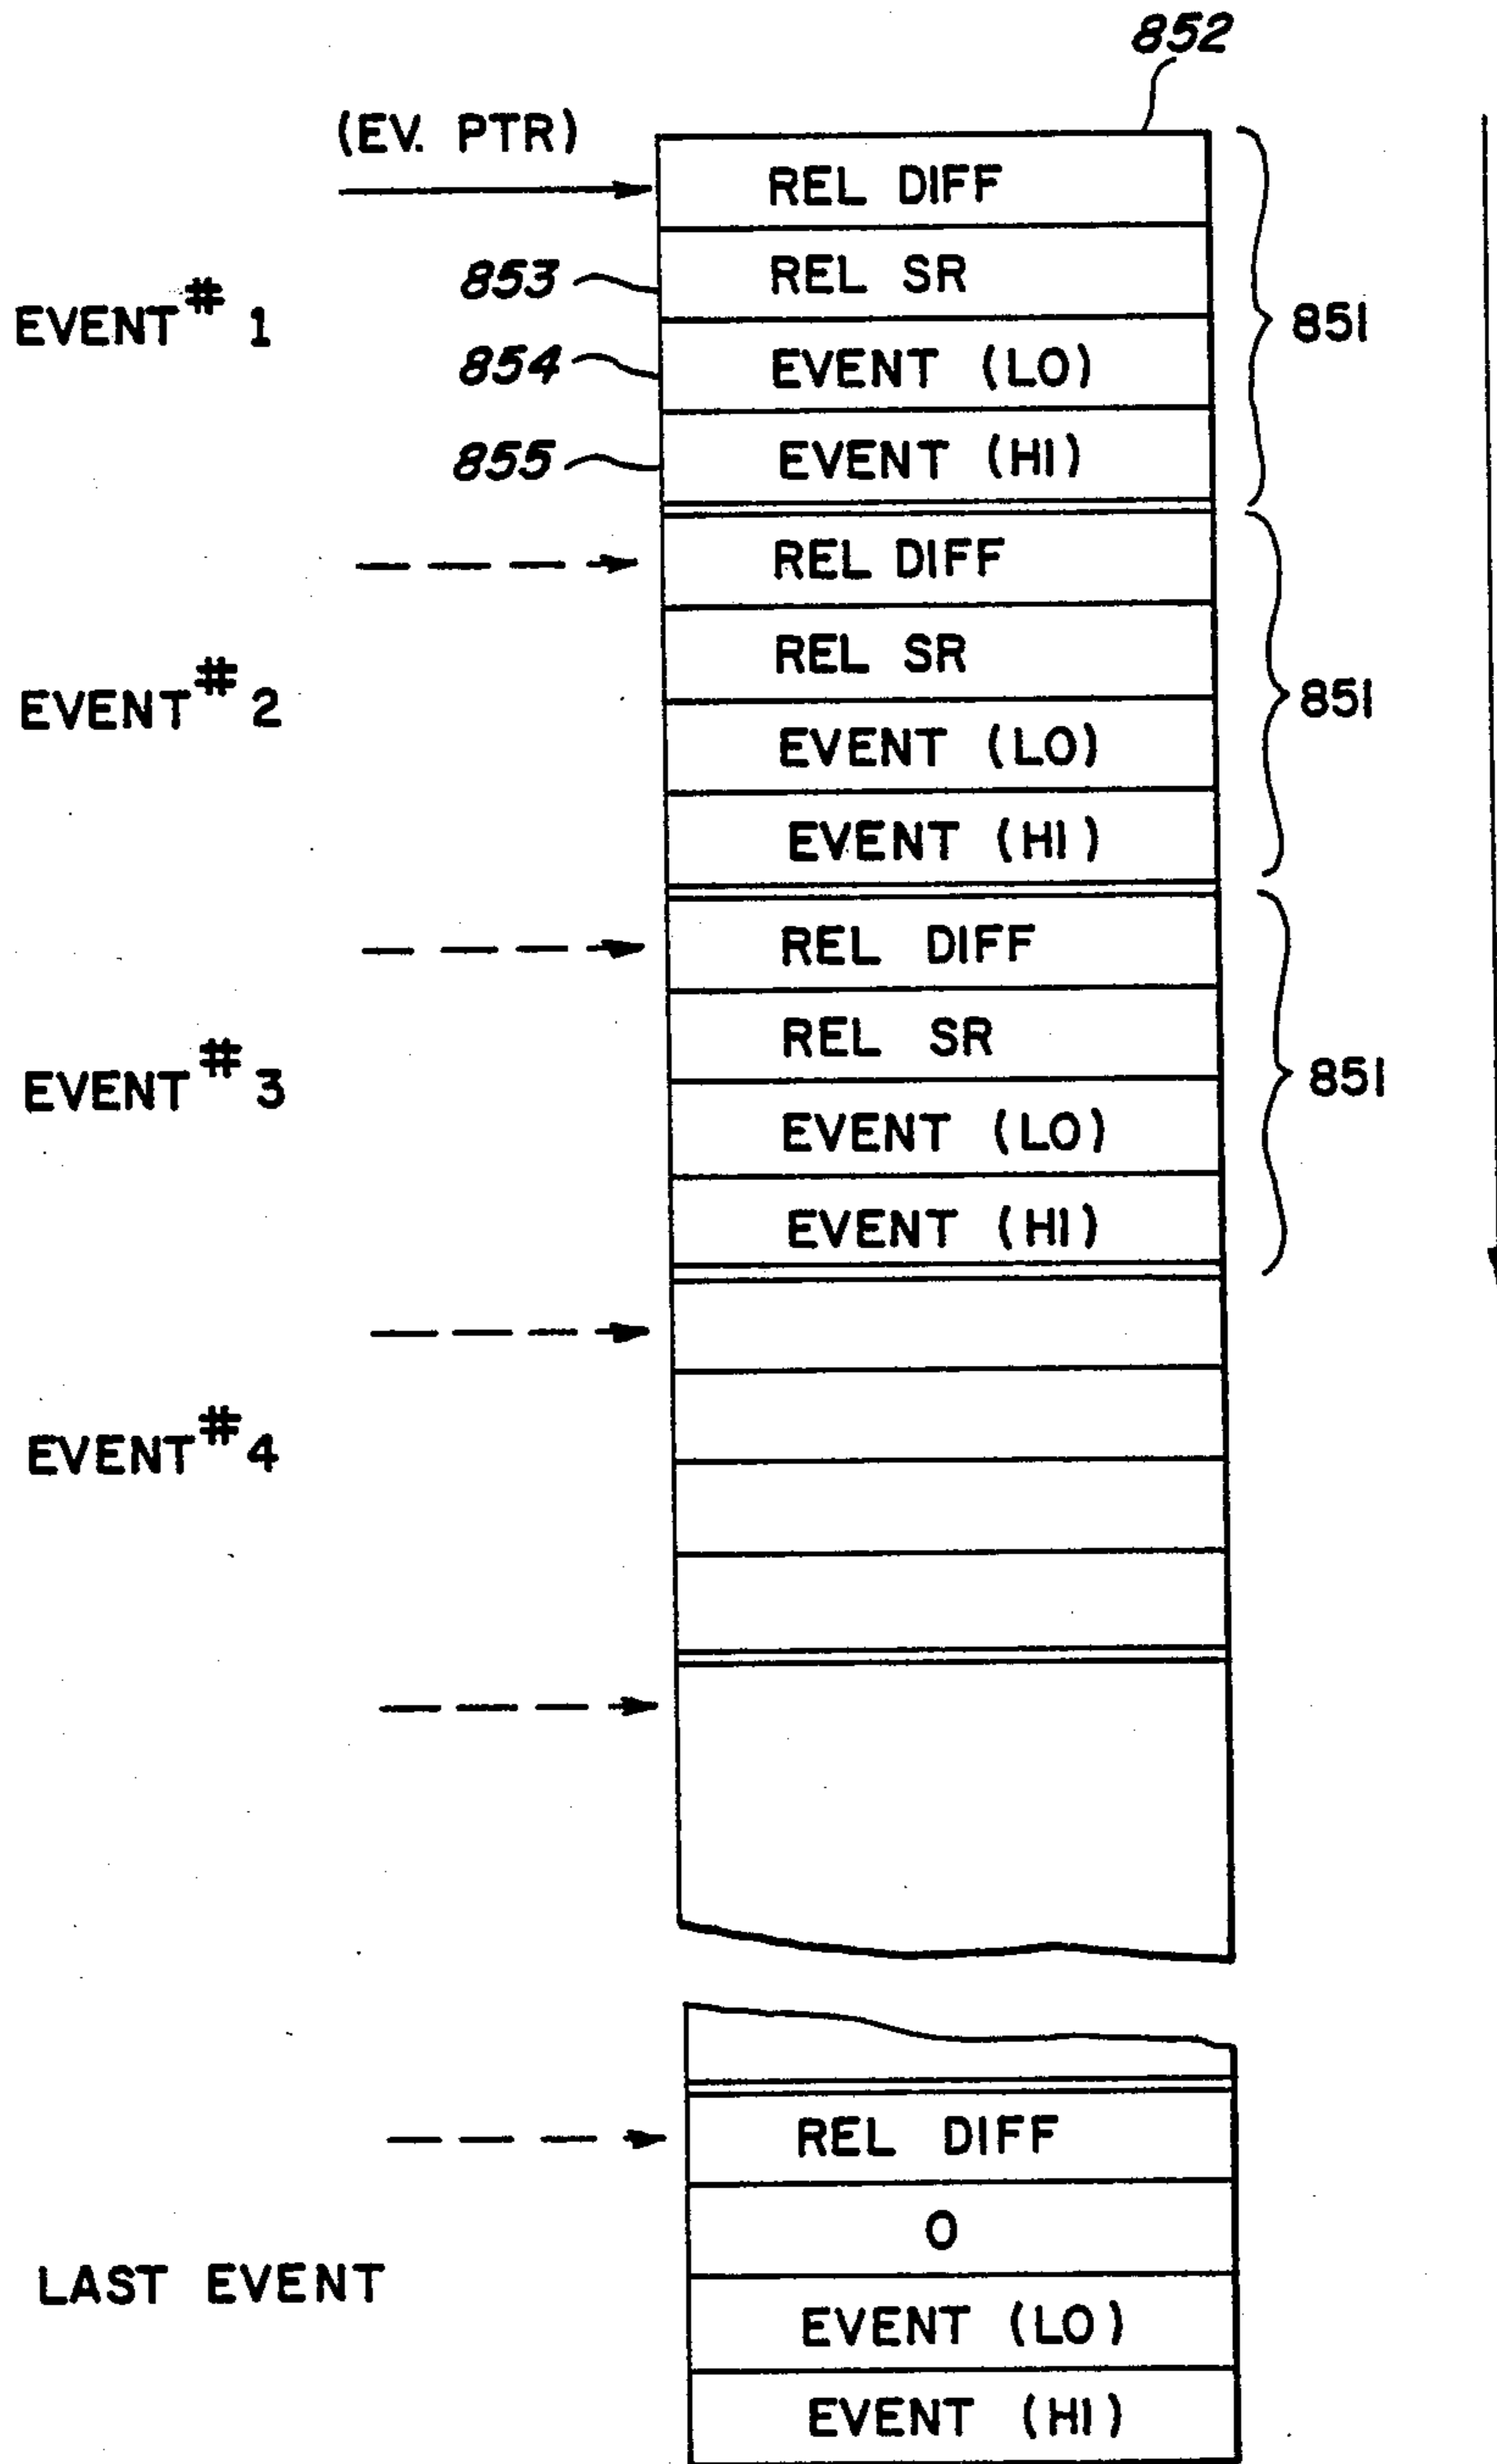 852
(EV. PTR)
REL DIFF
853
REL SR
EVENT # 1
851
854
EVENT (LO)
855
EVENT (HI)
REL DIFF
REL SR
EVENT # 2
851
EVENT (LO)
EVENT (HI)
REL DIFF
REL SR
EVENT # 3
851
EVENT (LO)
EVENT (HI)
EVENT # 4
REL DIFF
0
LAST EVENT
EVENT (LO)
EVENT (HI)